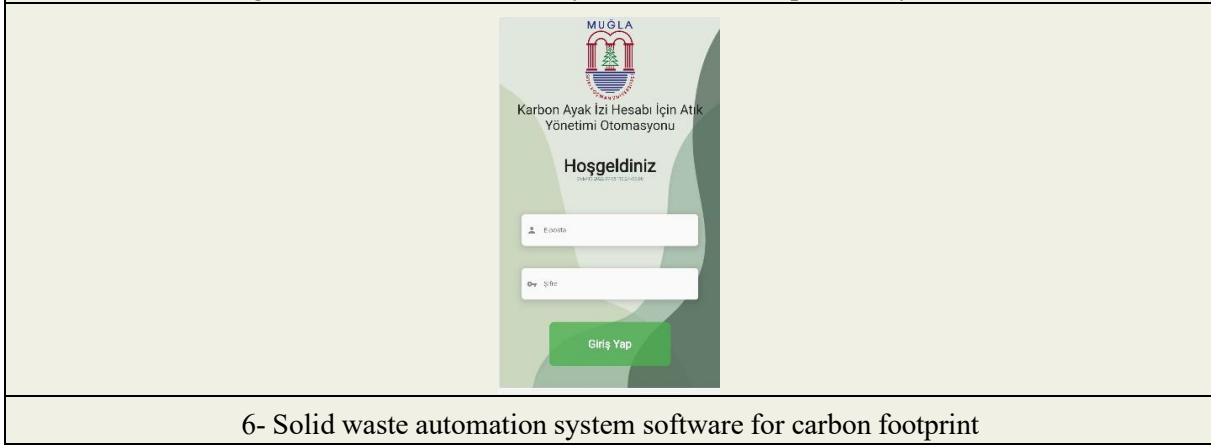 MUĞLA
Karbon Ayak İzi Hesabı İçin Atık
Yönetimi Otomasyonu
Hoşgeldiniz
E-posta
Şifre
Giriş Yap
6- Solid waste automation system software for carbon footprint